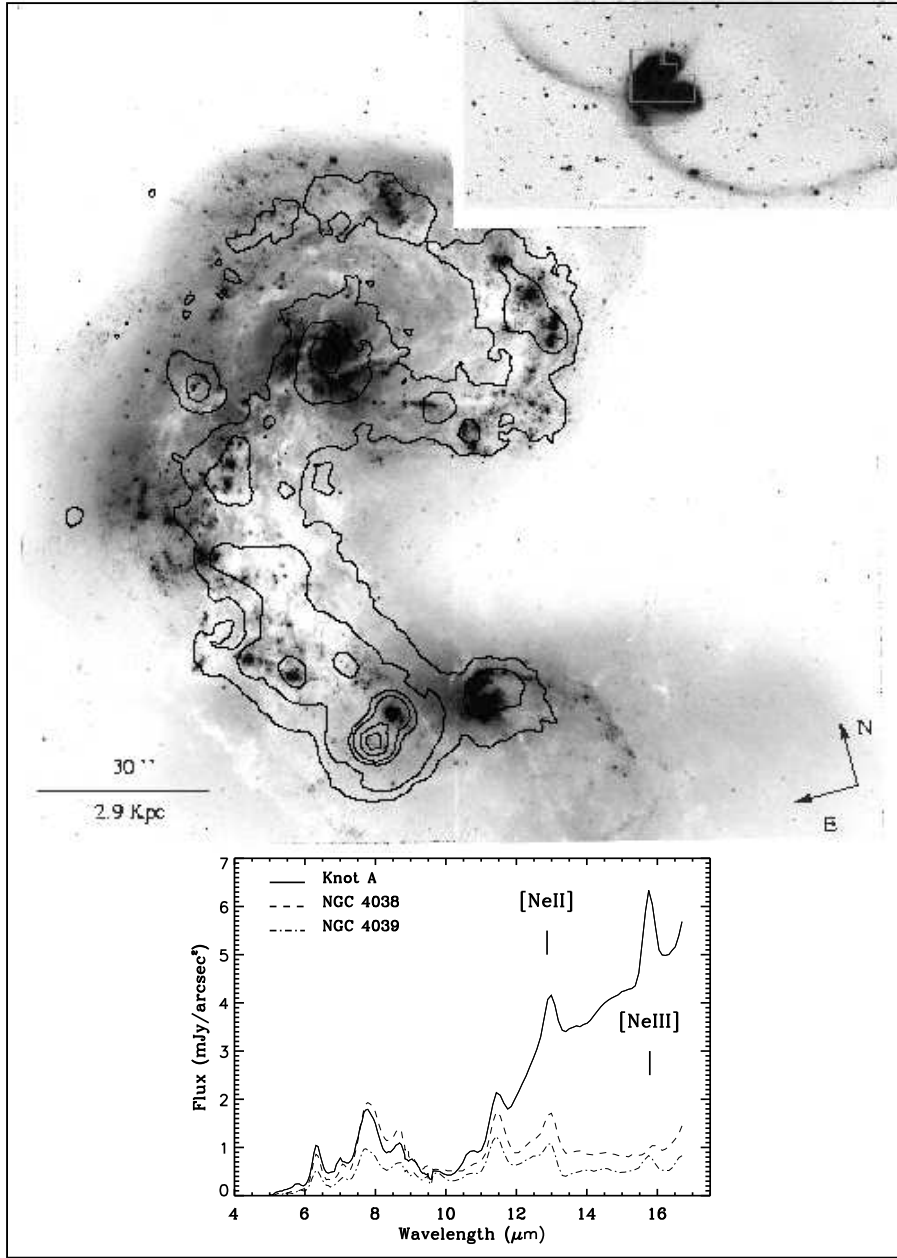 30''
2.9 Kpc
N
E
Knot A
NGC 4038
NGC 4039
[NeII]
[NeIII]
Flux (mJy/arcsec²)
7
6
5
4
3
2
1
0
4 6 8 10 12 14 16
Wavelength (μm)